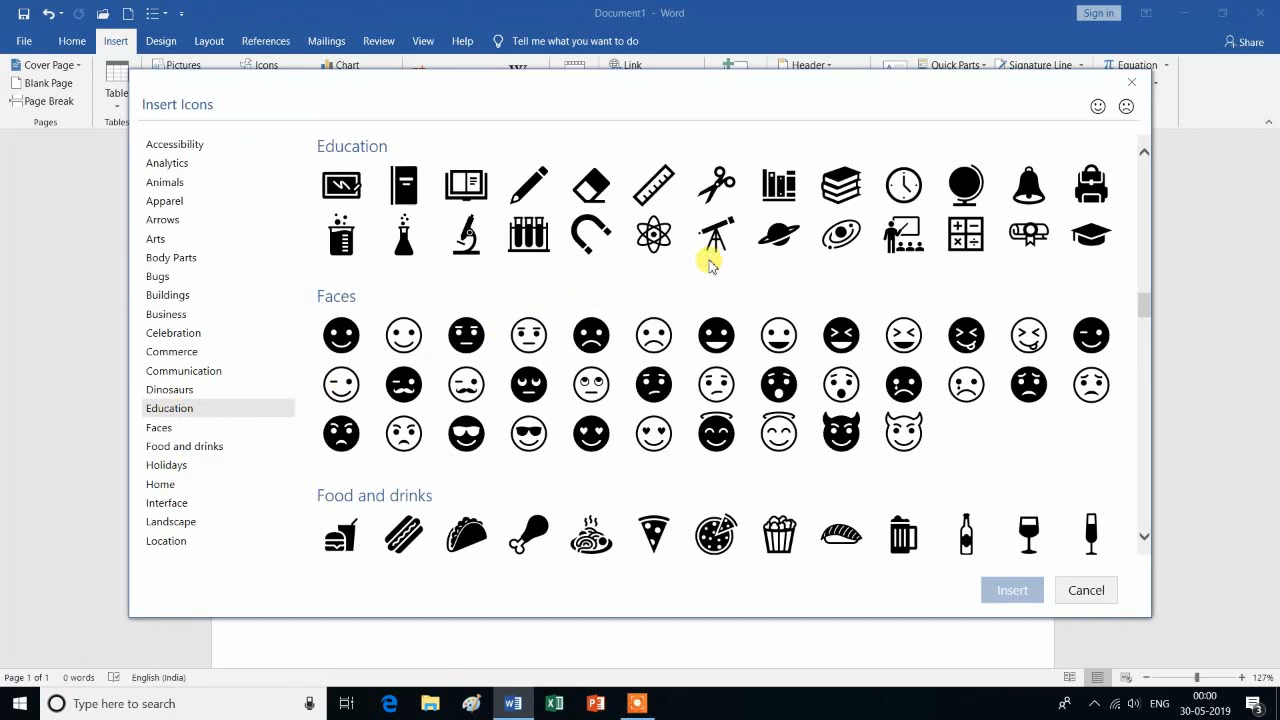 Document1 - Word
Sign in
File Home Insert Design Layout References Mailings Review View Help Tell me what you want to do Share
Cover Page Pictures Icons Chart Link Header Quick Parts Signature Line Equation
Blank Page
Page Break
Table
Pages Tables
Insert Icons
Accessibility
Analytics
Animals
Apparel
Arrows
Arts
Body Parts
Bugs
Buildings
Business
Celebration
Commerce
Communication
Dinosaurs
Education
Faces
Food and drinks
Holidays
Home
Interface
Landscape
Location
Education
Faces
Food and drinks
Insert Cancel
Page 1 of 1 0 words English (India) 127%
Type here to search
ENG
00:00
30-05-2019
3